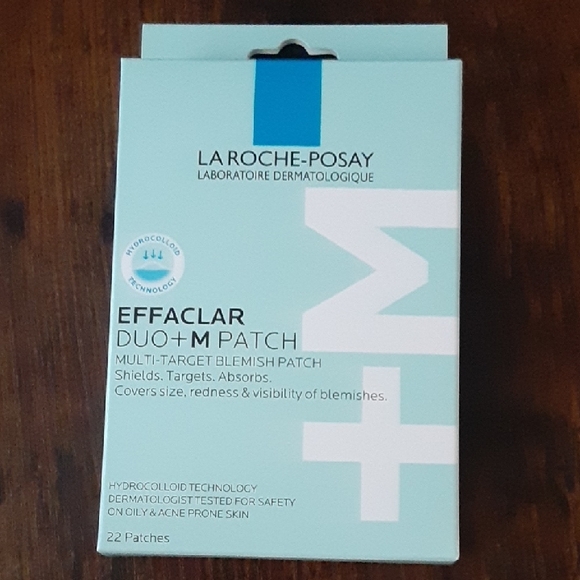 LA ROCHE-POSAY
LABORATOIRE DERMATOLOGIQUE
HYDROCOLLOID
TECHNOLOGY
EFFACLAR
DUO+M PATCH
MULTI-TARGET BLEMISH PATCH
Shields. Targets. Absorbs.
Covers size, redness & visibility of blemishes.
+M
HYDROCOLLOID TECHNOLOGY
DERMATOLOGIST TESTED FOR SAFETY
ON OILY & ACNE PRONE SKIN
22 Patches